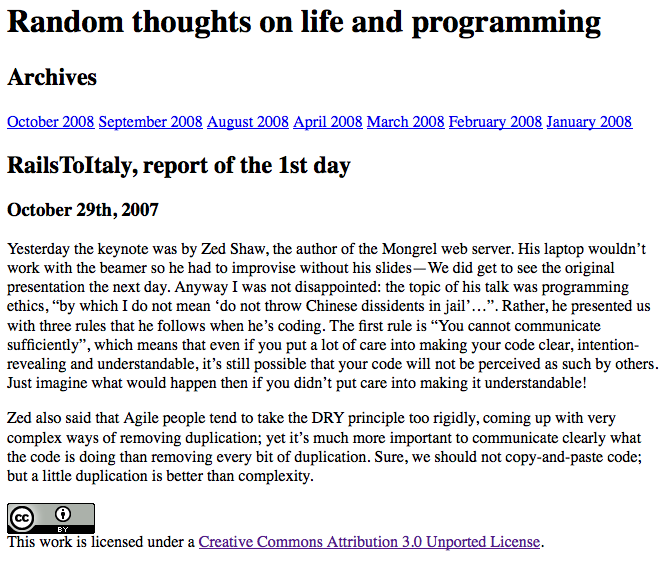 Random thoughts on life and programming
Archives
October 2008 September 2008 August 2008 April 2008 March 2008 February 2008 January 2008
RailsToItaly, report of the 1st day
October 29th, 2007
Yesterday the keynote was by Zed Shaw, the author of the Mongrel web server. His laptop wouldn’t
work with the beamer so he had to improvise without his slides—We did get to see the original
presentation the next day. Anyway I was not disappointed: the topic of his talk was programming
ethics, “by which I do not mean ‘do not throw Chinese dissidents in jail’…”. Rather, he presented us
with three rules that he follows when he’s coding. The first rule is “You cannot communicate
sufficiently”, which means that even if you put a lot of care into making your code clear, intention-
revealing and understandable, it’s still possible that your code will not be perceived as such by others.
Just imagine what would happen then if you didn’t put care into making it understandable!
Zed also said that Agile people tend to take the DRY principle too rigidly, coming up with very
complex ways of removing duplication; yet it’s much more important to communicate clearly what
the code is doing than removing every bit of duplication. Sure, we should not copy-and-paste code;
but a little duplication is better than complexity.
cc
BY
This work is licensed under a Creative Commons Attribution 3.0 Unported License.